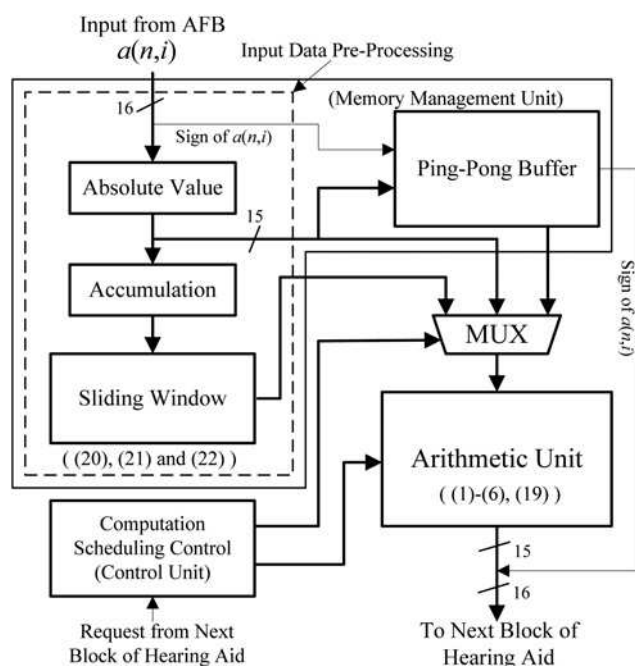 Input from AFB
a(n,i)
Input Data Pre-Processing
16
(Memory Management Unit)
Sign of a(n,i)
Ping-Pong Buffer
Absolute Value
15
Sign of a(n,i)
Accumulation
MUX
Sliding Window
( (20), (21) and (22) )
Arithmetic Unit
( (1)-(6), (19) )
Computation
Scheduling Control
(Control Unit)
15
16
Request from Next
Block of Hearing Aid
To Next Block of
Hearing Aid